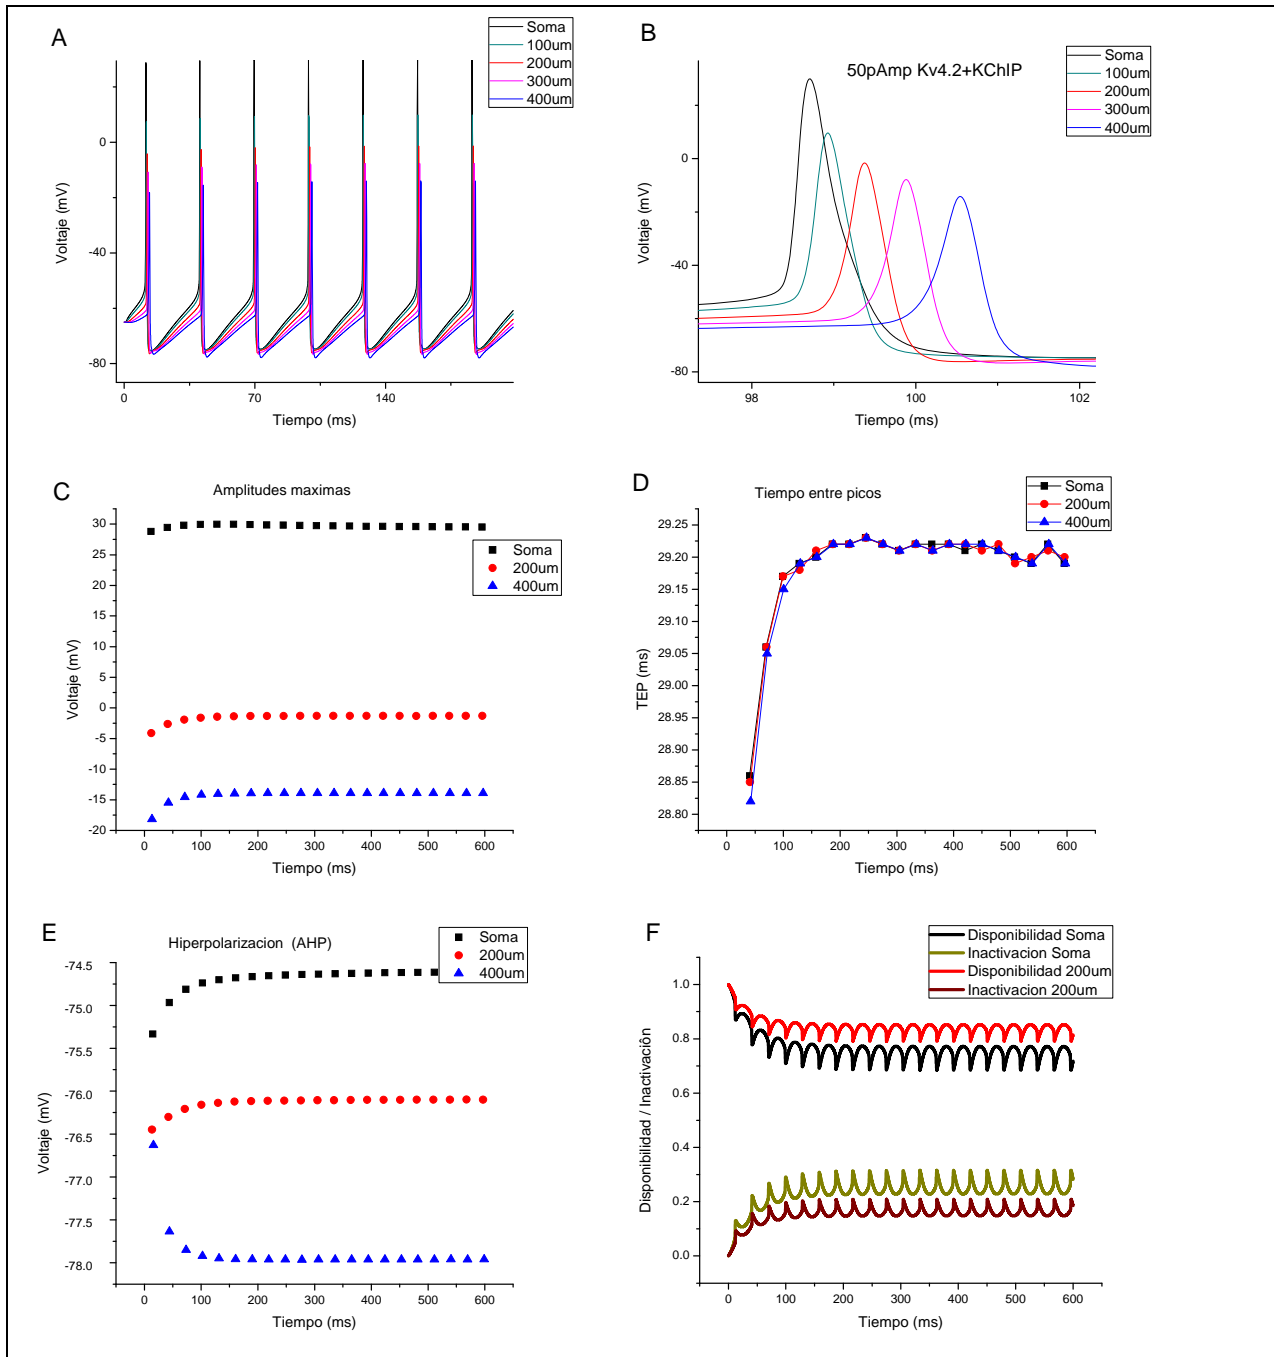 A
Soma
100um
200um
300um
400um
Voltaje (mV)
0
-40
-80
0
70
140
Tiempo (ms)
B
50pAmp Kv4.2+KChIP
Soma
100um
200um
300um
400um
Voltaje (mV)
0
-40
-80
98
100
102
Tiempo (ms)
C
Amplitudes maximas
Soma
200um
400um
Voltaje (mV)
30
25
20
15
10
5
0
-5
-10
-15
-20
0
100
200
300
400
500
600
Tiempo (ms)
D
Tiempo entre picos
Soma
200um
400um
TEP (ms)
29.25
29.20
29.15
29.10
29.05
29.00
28.95
28.90
28.85
28.80
0
100
200
300
400
500
600
Tiempo (ms)
E
Hiperpolarizacion (AHP)
Soma
200um
400um
Voltaje (mV)
-74.5
-75.0
-75.5
-76.0
-76.5
-77.0
-77.5
-78.0
0
100
200
300
400
500
600
Tiempo (ms)
F
Disponibilidad Soma
Inactivacion Soma
Disponibilidad 200um
Inactivacion 200um
Disponibilidad / Inactivación
1.0
0.8
0.6
0.4
0.2
0.0
0
100
200
300
400
500
600
Tiempo (ms)